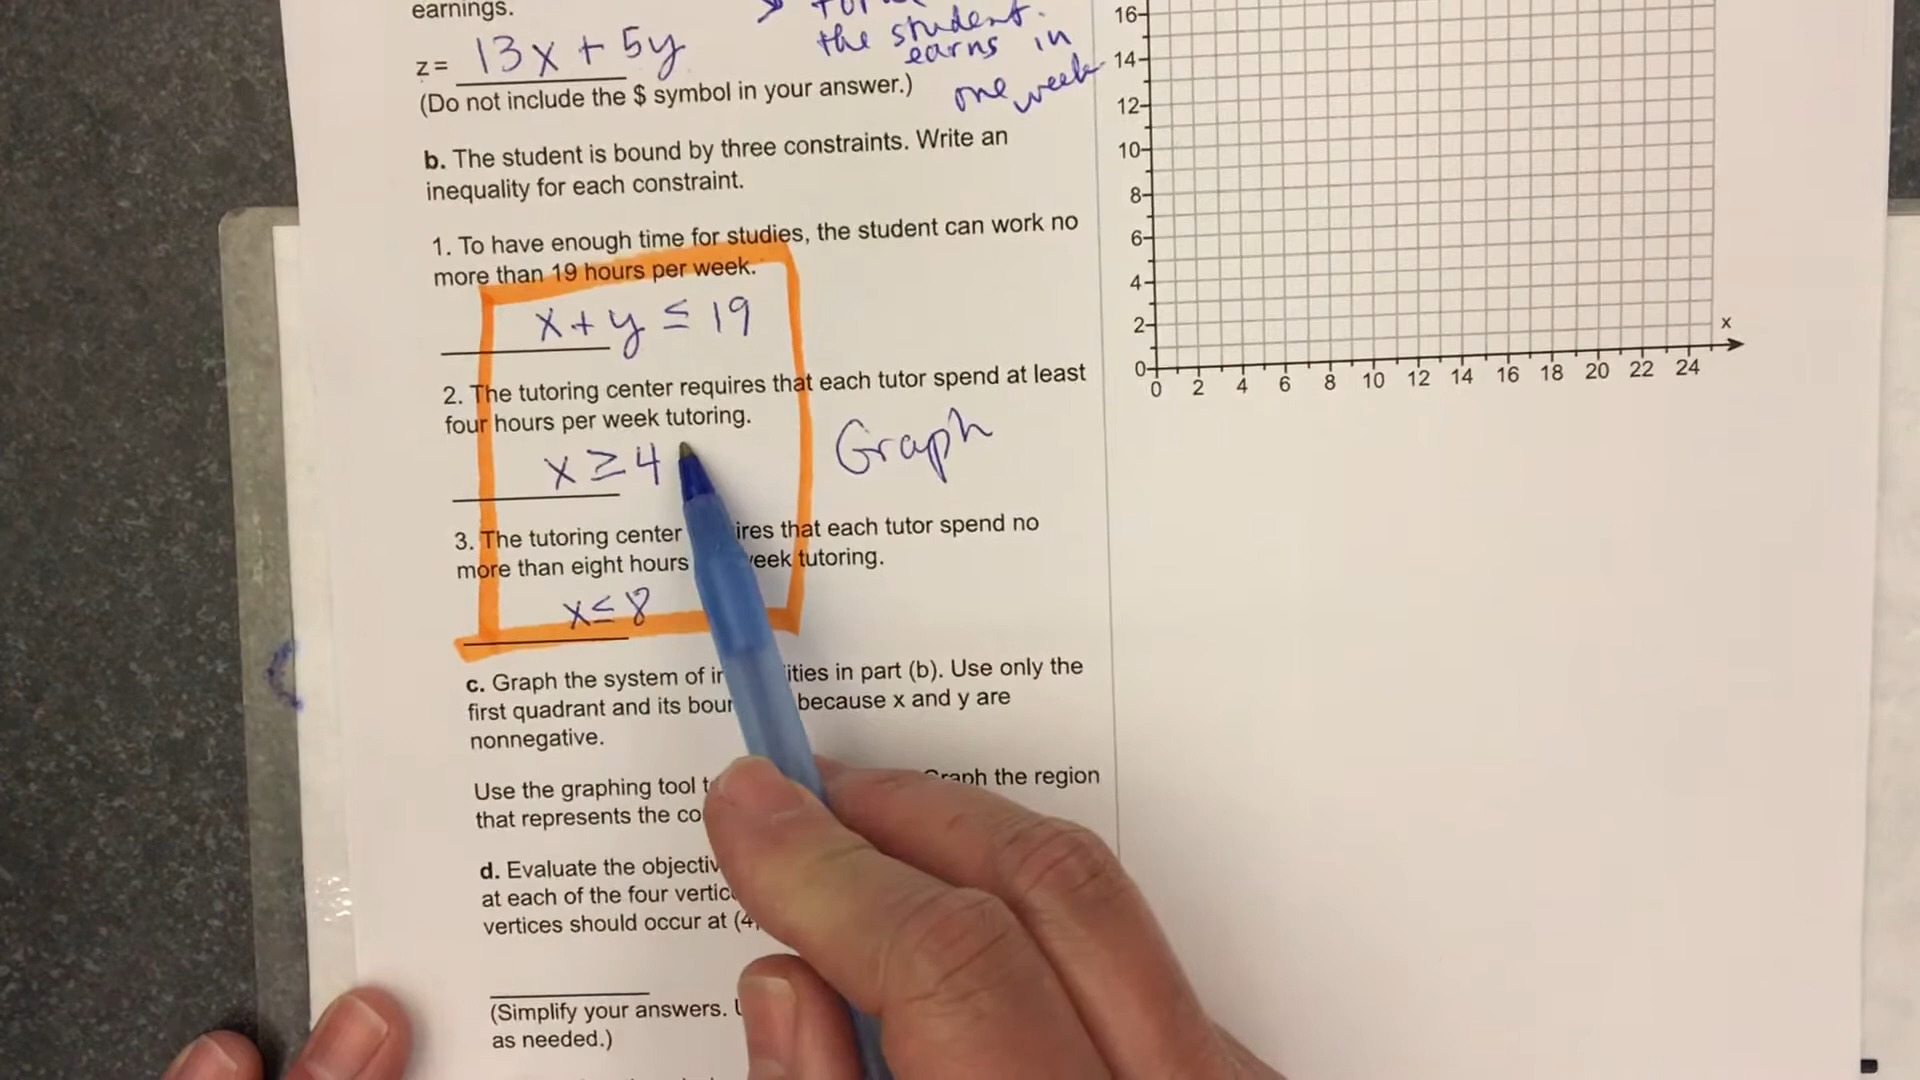 earnings.
the student
earns in
one week
z = 13x + 5y
(Do not include the $ symbol in your answer.)
b. The student is bound by three constraints. Write an
inequality for each constraint.
1. To have enough time for studies, the student can work no
more than 19 hours per week.
x + y ≤ 19
2. The tutoring center requires that each tutor spend at least
four hours per week tutoring.
x ≥ 4
Graph
3. The tutoring center ires that each tutor spend no
more than eight hours week tutoring.
x ≤ 8
c. Graph the system of ities in part (b). Use only the
first quadrant and its because x and y are
nonnegative.
Use the graphing tool Graph the region
that represents the
d. Evaluate the
at each of the four
vertices should occur at (4,
(Simplify your answers.
as needed.)
16
14
12
10
8
6
4
2
0
x
0 2 4 6 8 10 12 14 16 18 20 22 24